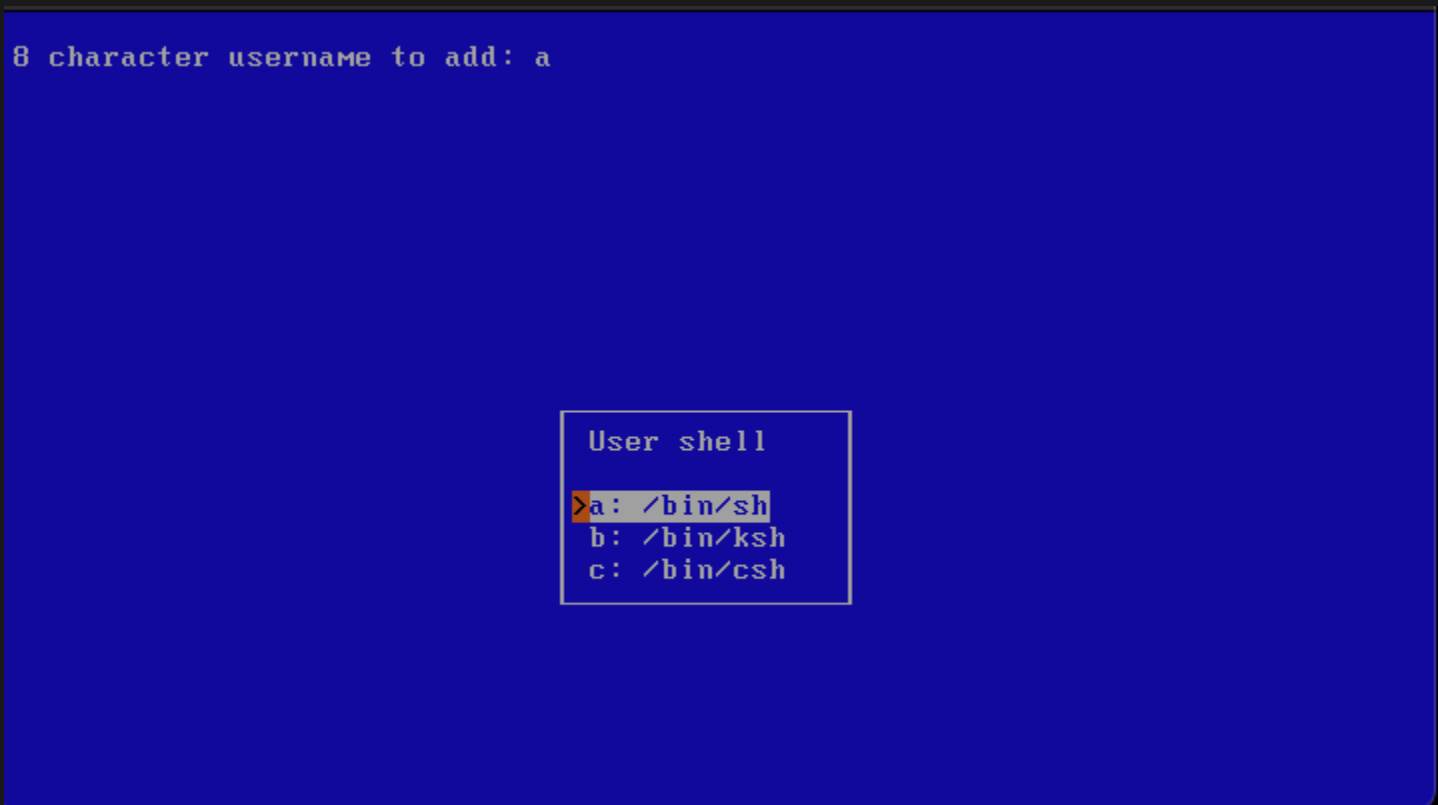 8 character username to add: a
User shell
>a: /bin/sh
b: /bin/ksh
c: /bin/csh